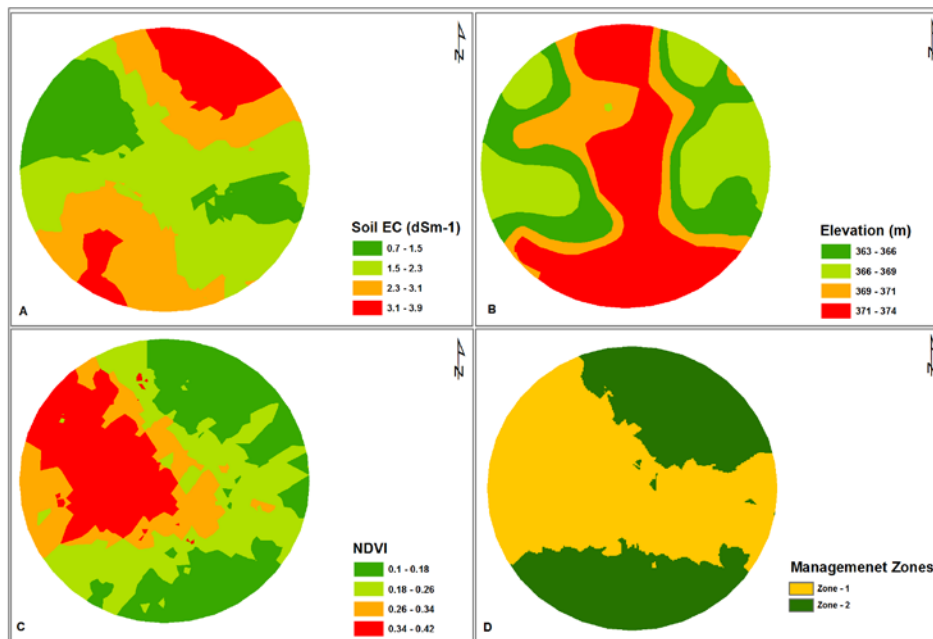 N
Soil EC (dSm-1)
0.7 - 1.5
1.5 - 2.3
2.3 - 3.1
3.1 - 3.9
A
N
Elevation (m)
363 - 366
366 - 369
369 - 371
371 - 374
B
N
NDVI
0.1 - 0.18
0.18 - 0.26
0.26 - 0.34
0.34 - 0.42
C
N
Managemenet Zones
Zone - 1
Zone - 2
D